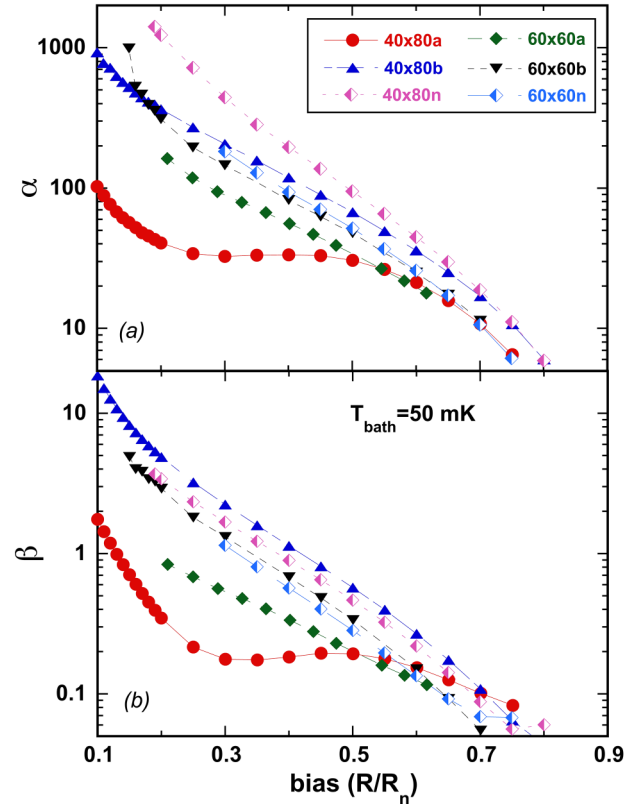 1000
100
10
α
(a)
40x80a
40x80b
40x80n
60x60a
60x60b
60x60n
10
1
0.1
β
(b)
T_bath=50 mK
0.1
0.3
0.5
0.7
0.9
bias (R/R_n)